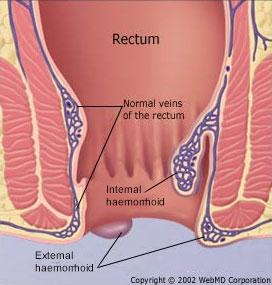 Rectum
Normal veins
of the rectum
Internal
haemorrhoid
External
haemorrhoid
Copyright © 2002 WebMD Corporation